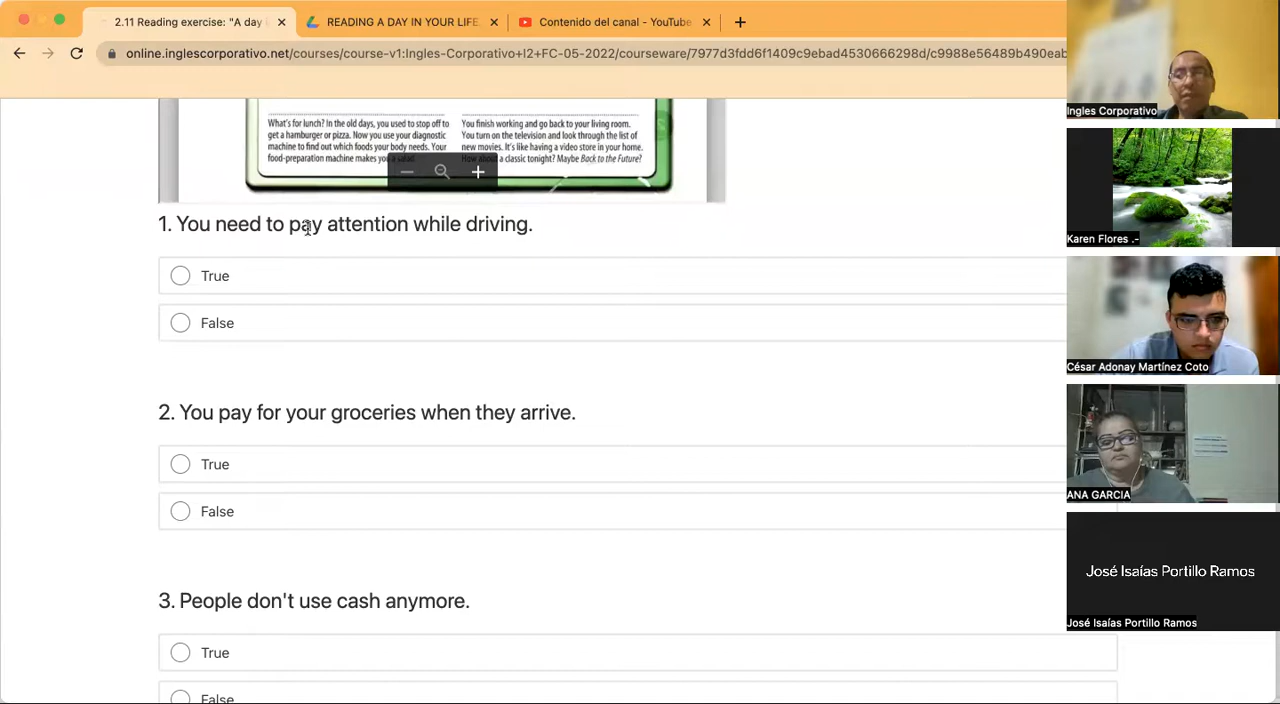 2.11 Reading exercise: "A day
READING A DAY IN YOUR LIFE
Contenido del canal - YouTube
online.inglescorporativo.net/courses/course-v1:Ingles-Corporativo+I2+FC-05-2022/courseware/7977d3fdd6f1409c9ebad4530666298d/c9988e56489b490eab
What's for lunch? In the old days, you used to stop off to
get a hamburger or pizza. Now you use your diagnostic
machine to find out which foods your body needs. Your
food-preparation machine makes you a salad.
You finish working and go back to your living room.
You turn on the television and look through the list of
new movies. It's like having a video store in your home.
How about a classic tonight? Maybe Back to the Future?
1. You need to pay attention while driving.
True
False
2. You pay for your groceries when they arrive.
True
False
3. People don't use cash anymore.
True
False
Ingles Corporativo
Karen Flores .-
César Adonay Martínez Coto
ANA GARCIA
José Isaías Portillo Ramos
José Isaías Portillo Ramos